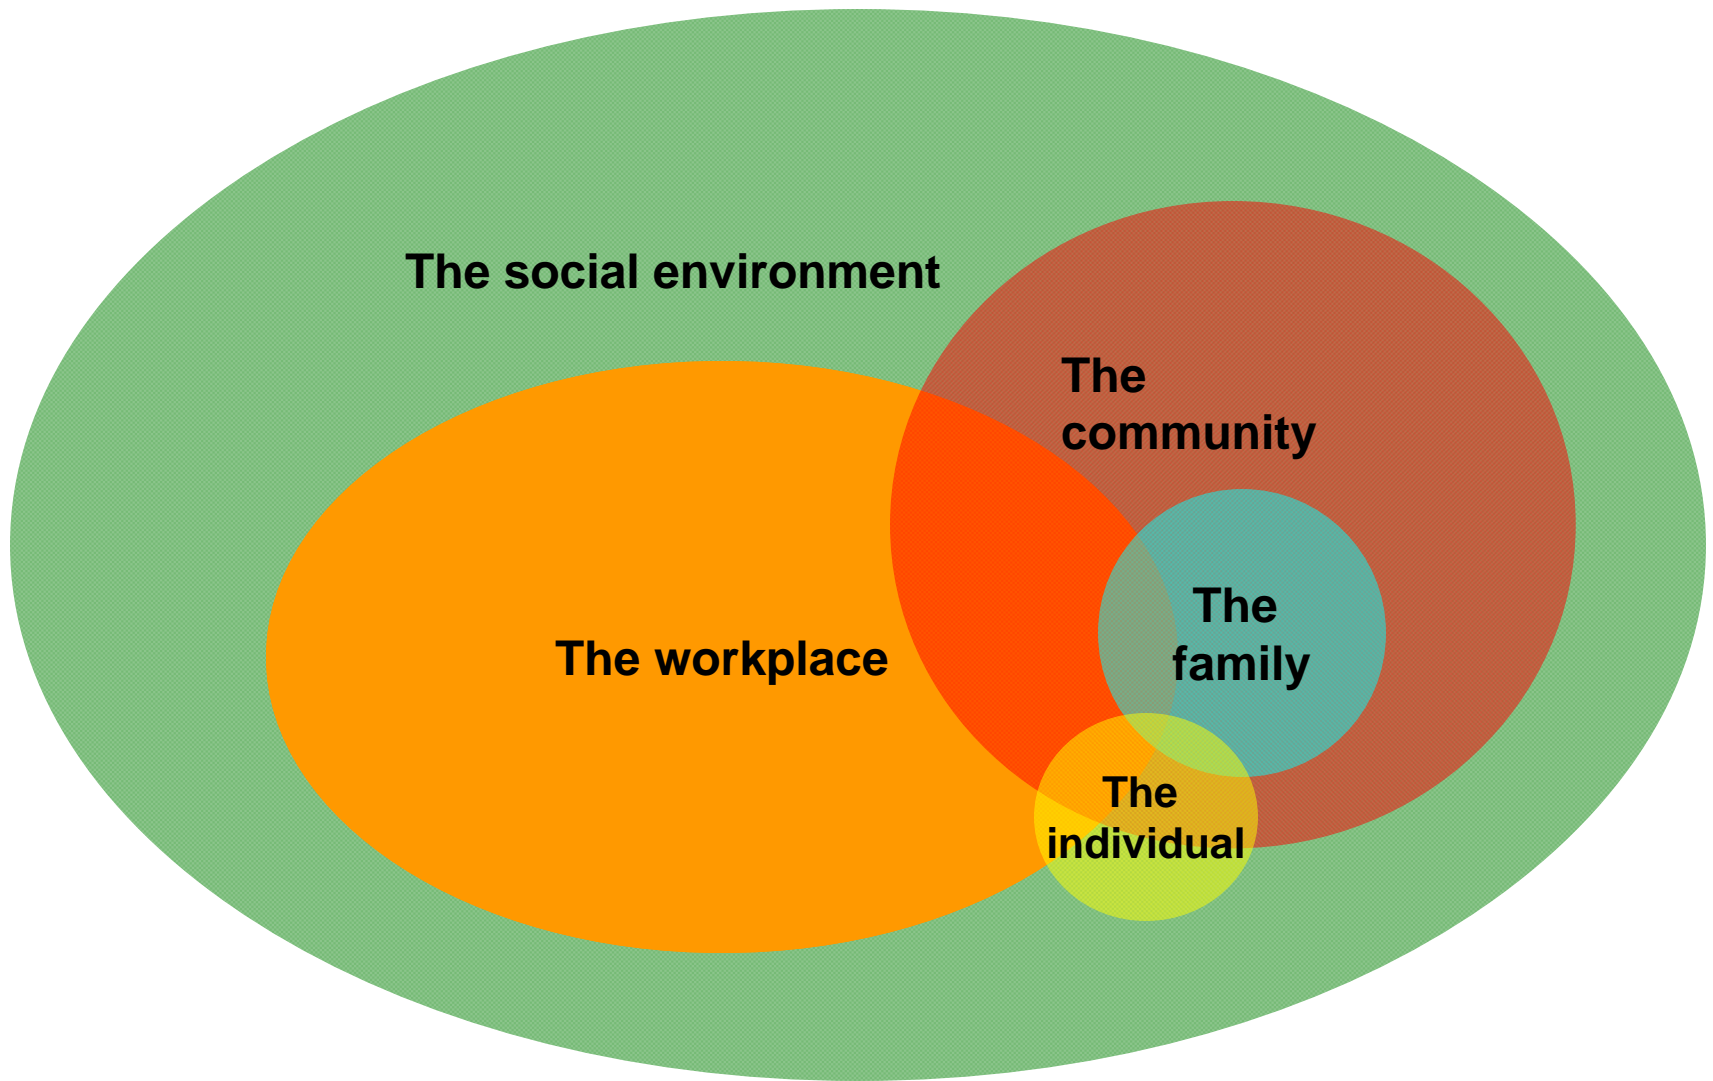 The social environment
The
community
The
family
The workplace
The
individual